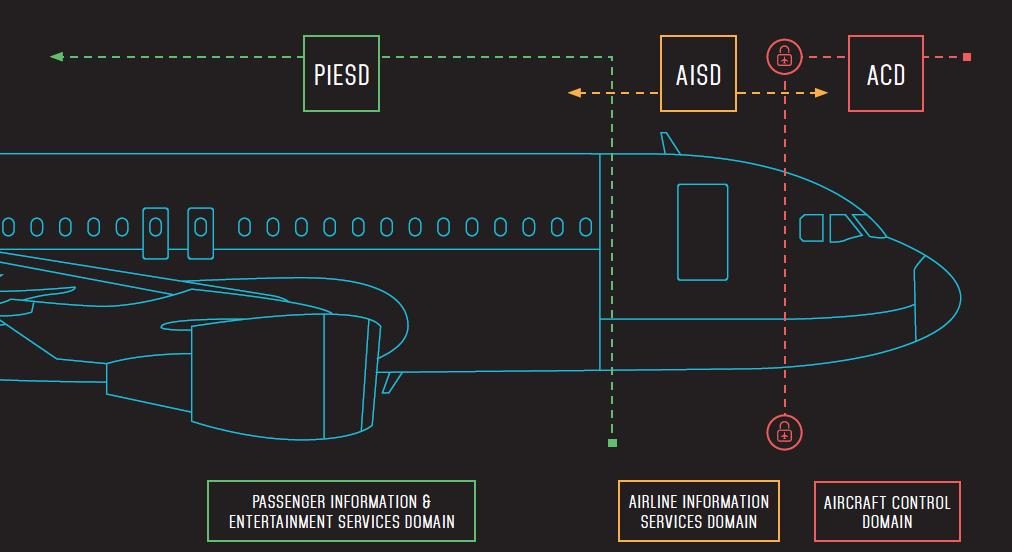 PIESD
AISD
ACD
PASSENGER INFORMATION &
ENTERTAINMENT SERVICES DOMAIN
AIRLINE INFORMATION
SERVICES DOMAIN
AIRCRAFT CONTROL
DOMAIN